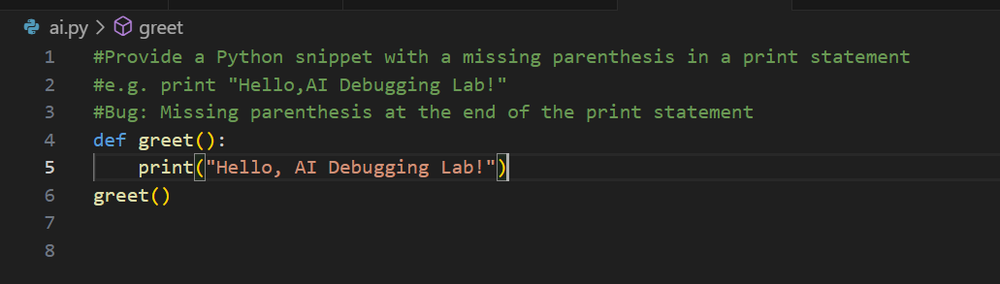 ai.py > greet
1 #Provide a Python snippet with a missing parenthesis in a print statement
2 #e.g. print "Hello,AI Debugging Lab!"
3 #Bug: Missing parenthesis at the end of the print statement
4 def greet():
5     print("Hello, AI Debugging Lab!")
6 greet()
7
8